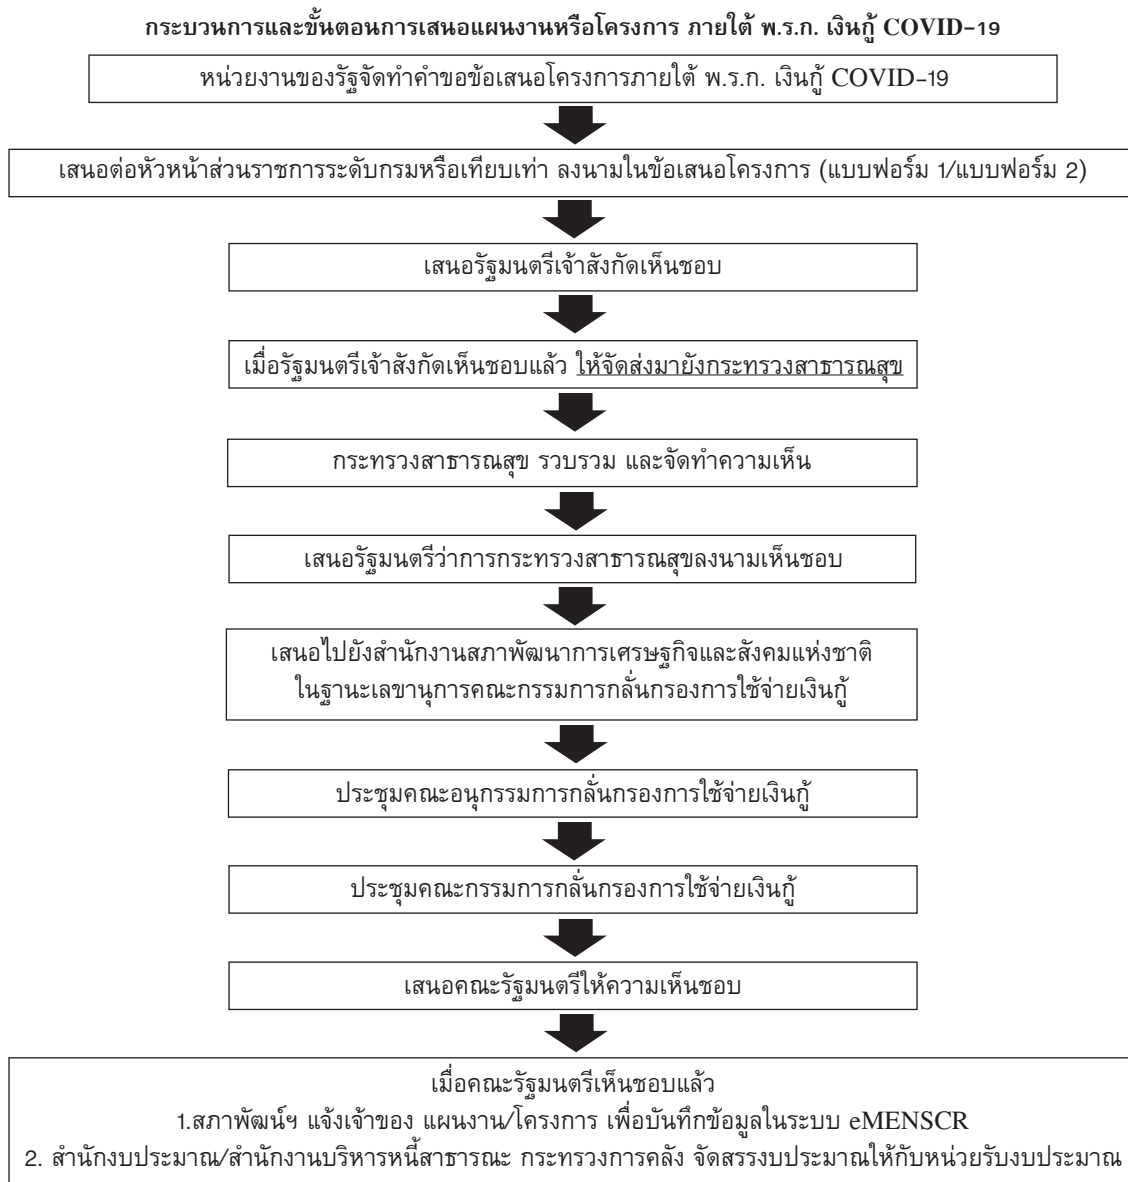 กระบวนการและขั้นตอนการเสนอแผนงานหรือโครงการ ภายใต้ พ.ร.ก. เงินกู้ COVID-19
หน่วยงานของรัฐจัดทำคำขอข้อเสนอโครงการภายใต้ พ.ร.ก. เงินกู้ COVID-19
เสนอต่อหัวหน้าส่วนราชการระดับกรมหรือเทียบเท่า ลงนามในข้อเสนอโครงการ (แบบฟอร์ม 1/แบบฟอร์ม 2)
เสนอรัฐมนตรีเจ้าสังกัดเห็นชอบ
เมื่อรัฐมนตรีเจ้าสังกัดเห็นชอบแล้ว ให้จัดส่งมายังกระทรวงสาธารณสุข
กระทรวงสาธารณสุข รวบรวม และจัดทำความเห็น
เสนอรัฐมนตรีว่าการกระทรวงสาธารณสุขลงนามเห็นชอบ
เสนอไปยังสำนักงานสภาพัฒนาการเศรษฐกิจและสังคมแห่งชาติ
ในฐานะเลขานุการคณะกรรมการกลั่นกรองการใช้จ่ายเงินกู้
ประชุมคณะอนุกรรมการกลั่นกรองการใช้จ่ายเงินกู้
ประชุมคณะกรรมการกลั่นกรองการใช้จ่ายเงินกู้
เสนอคณะรัฐมนตรีให้ความเห็นชอบ
เมื่อคณะรัฐมนตรีเห็นชอบแล้ว
1.สภาพัฒน์ฯ แจ้งเจ้าของ แผนงาน/โครงการ เพื่อบันทึกข้อมูลในระบบ eMENSCR
2. สำนักงบประมาณ/สำนักงานบริหารหนี้สาธารณะ กระทรวงการคลัง จัดสรรงบประมาณให้กับหน่วยรับงบประมาณ